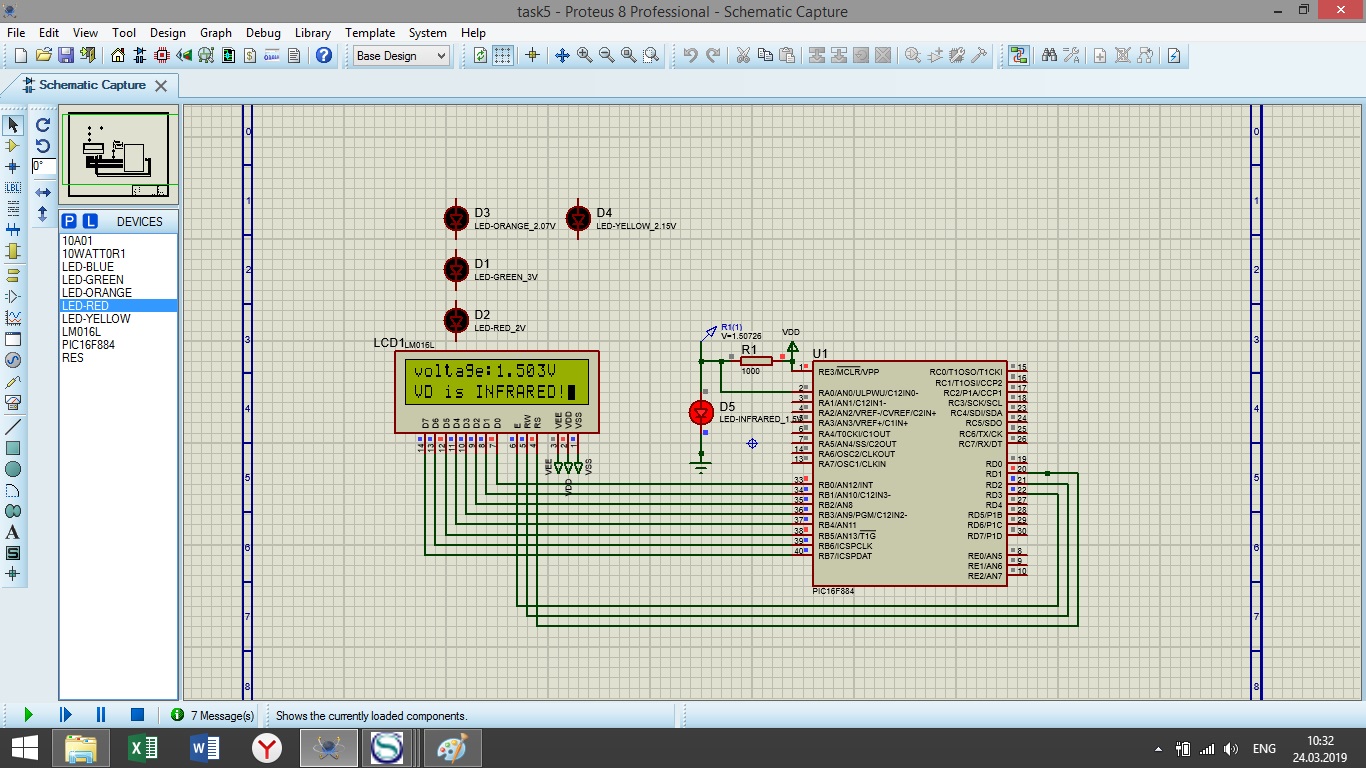 task5 - Proteus 8 Professional - Schematic Capture
File Edit View Tool Design Graph Debug Library Template System Help
Base Design
Schematic Capture
0°
LBL
P L DEVICES
10A01
10WATT0R1
LED-BLUE
LED-GREEN
LED-ORANGE
LED-RED
LED-YELLOW
LM016L
PIC16F884
RES
0 0
1 1
2 2
3 3
4 4
5 5
6 6
7 7
8 8
D3
LED-ORANGE_2.07V
D4
LED-YELLOW_2.15V
D1
LED-GREEN_3V
D2
LED-RED_2V
LCD1
LM016L
volta9e:1.503V
VD is INFRARED!
D7 D6 D5 D4 D3 D2 D1 D0 E RW RS VEE VDD VSS
14 13 12 11 10 9 8 7 6 5 4 3 2 1
VEE VDD VSS
R1(1)
V=1.50726
VDD
R1
1000
D5
LED-INFRARED_1.5V
U1
1 RE3/MCLR/VPP
2 RA0/AN0/ULPWU/C12IN0-
3 RA1/AN1/C12IN1-
4 RA2/AN2/VREF-/CVREF/C2IN+
5 RA3/AN3/VREF+/C1IN+
6 RA4/T0CKI/C1OUT
7 RA5/AN4/SS/C2OUT
14 RA6/OSC2/CLKOUT
13 RA7/OSC1/CLKIN
33 RB0/AN12/INT
34 RB1/AN10/C12IN3-
35 RB2/AN8
36 RB3/AN9/PGM/C12IN2-
37 RB4/AN11
38 RB5/AN13/T1G
39 RB6/ICSPCLK
40 RB7/ICSPDAT
RC0/T1OSO/T1CKI 15
RC1/T1OSI/CCP2 16
RC2/P1A/CCP1 17
RC3/SCK/SCL 18
RC4/SDI/SDA 23
RC5/SDO 24
RC6/TX/CK 25
RC7/RX/DT 26
RD0 19
RD1 20
RD2 21
RD3 22
RD4 27
RD5/P1B 28
RD6/P1C 29
RD7/P1D 30
RE0/AN5 8
RE1/AN6 9
RE2/AN7 10
PIC16F884
7 Message(s) Shows the currently loaded components.
ENG
10:32
24.03.2019